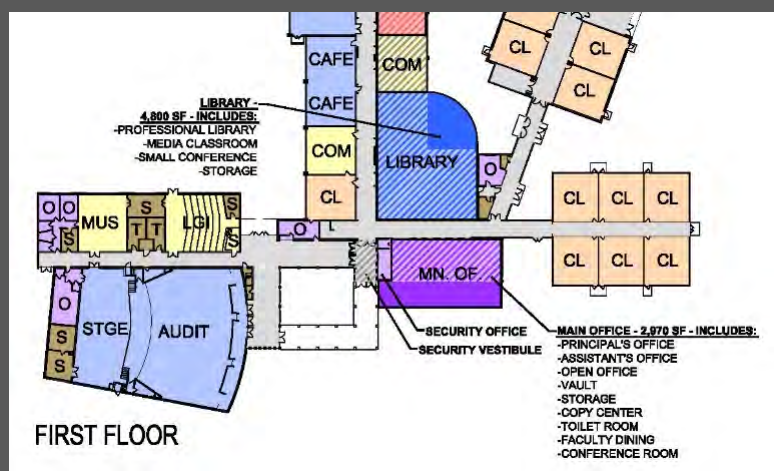 CL
CL
CAFE
COM
CAFE
CL
LIBRARY -
4,800 SF - INCLUDES:
-PROFESSIONAL LIBRARY
-MEDIA CLASSROOM
-SMALL CONFERENCE
-STORAGE
COM
LIBRARY
O
CL
CL CL CL
O O
S
MUS
S
T T
LGI
S
S
O
L
CL CL CL
MN. OF.
O
STGE
AUDIT
S
S
SECURITY OFFICE
SECURITY VESTIBULE
MAIN OFFICE - 2,970 SF - INCLUDES:
-PRINCIPAL'S OFFICE
-ASSISTANT'S OFFICE
-OPEN OFFICE
-VAULT
-STORAGE
-COPY CENTER
-TOILET ROOM
-FACULTY DINING
-CONFERENCE ROOM
FIRST FLOOR